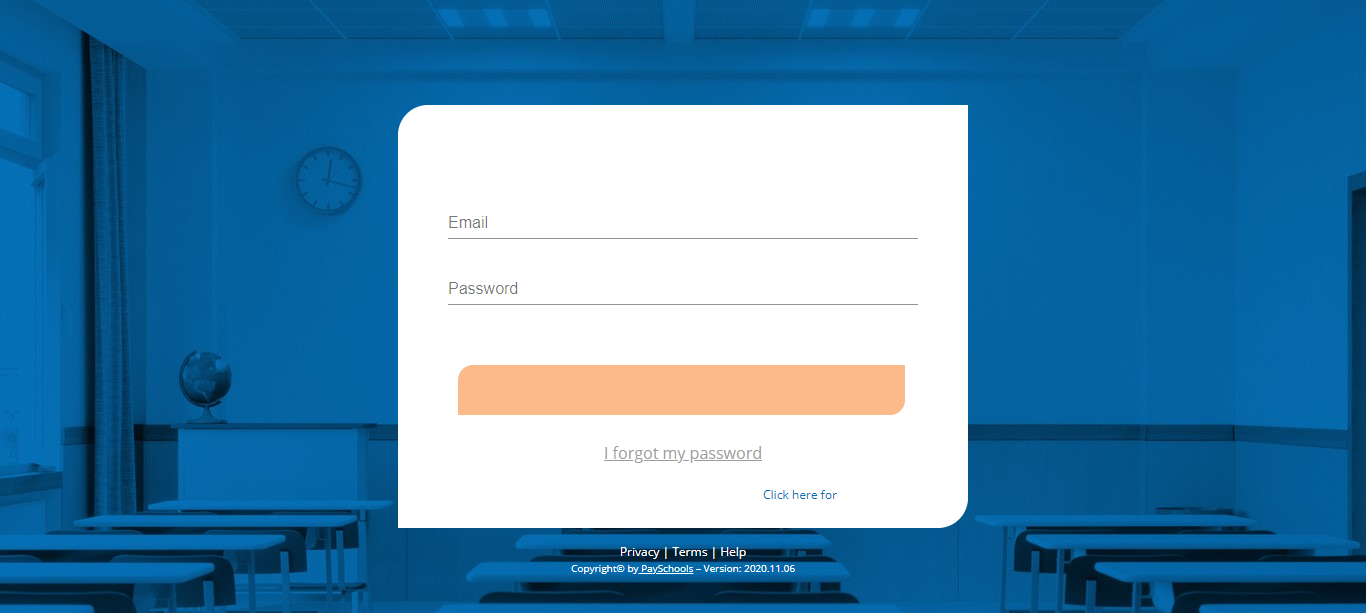 Email
Password
I forgot my password
Click here for
Privacy | Terms | Help
Copyright© by PaySchools – Version: 2020.11.06